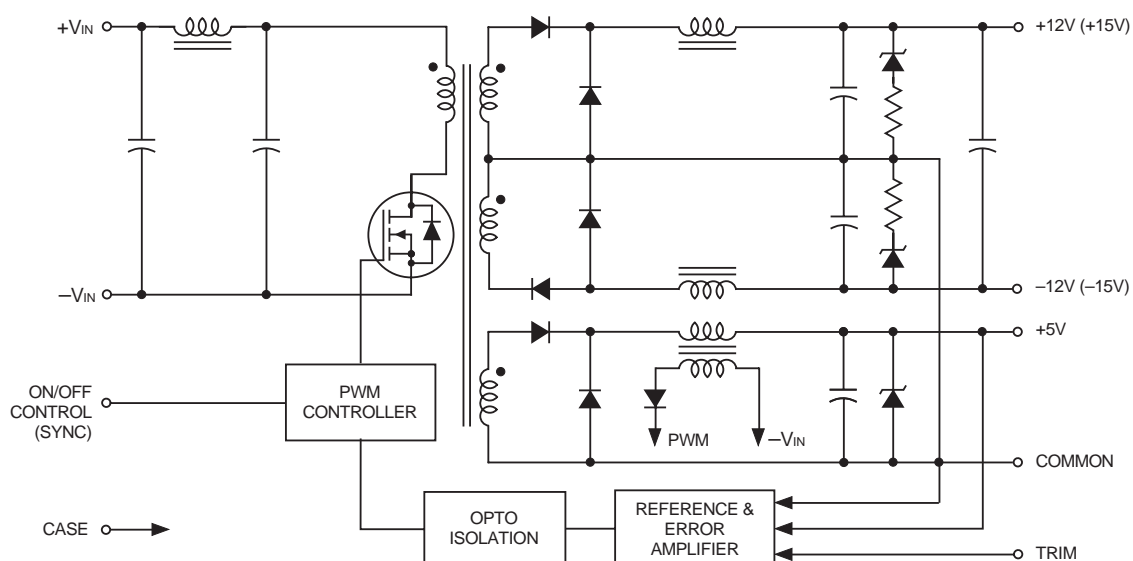 +VIN
+12V (+15V)
–VIN
–12V (–15V)
+5V
ON/OFF
CONTROL
(SYNC)
PWM
CONTROLLER
PWM
–VIN
COMMON
CASE
OPTO
ISOLATION
REFERENCE &
ERROR
AMPLIFIER
TRIM